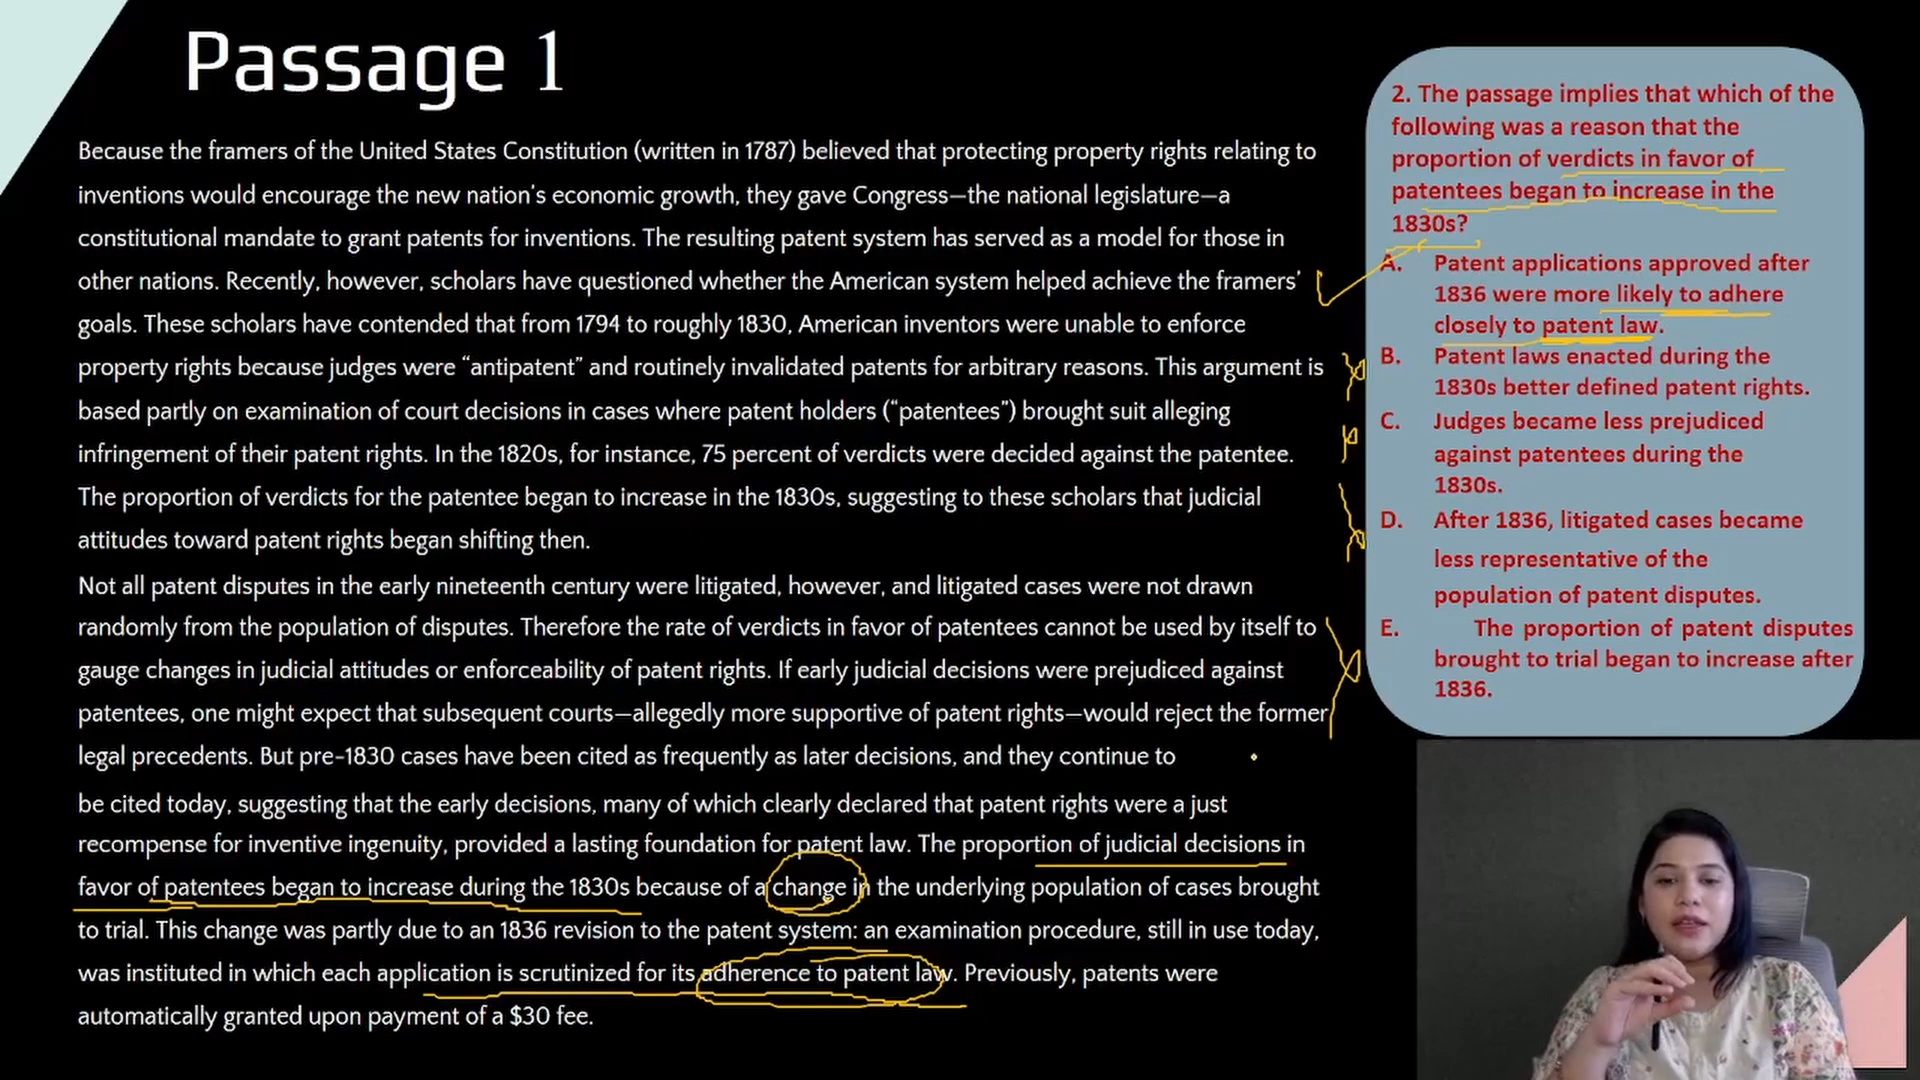 Passage 1
Because the framers of the United States Constitution (written in 1787) believed that protecting property rights relating to
inventions would encourage the new nation's economic growth, they gave Congress—the national legislature—a
constitutional mandate to grant patents for inventions. The resulting patent system has served as a model for those in
other nations. Recently, however, scholars have questioned whether the American system helped achieve the framers'
goals. These scholars have contended that from 1794 to roughly 1830, American inventors were unable to enforce
property rights because judges were “antipatent” and routinely invalidated patents for arbitrary reasons. This argument is
based partly on examination of court decisions in cases where patent holders (“patentees”) brought suit alleging
infringement of their patent rights. In the 1820s, for instance, 75 percent of verdicts were decided against the patentee.
The proportion of verdicts for the patentee began to increase in the 1830s, suggesting to these scholars that judicial
attitudes toward patent rights began shifting then.
Not all patent disputes in the early nineteenth century were litigated, however, and litigated cases were not drawn
randomly from the population of disputes. Therefore the rate of verdicts in favor of patentees cannot be used by itself to
gauge changes in judicial attitudes or enforceability of patent rights. If early judicial decisions were prejudiced against
patentees, one might expect that subsequent courts—allegedly more supportive of patent rights—would reject the former
legal precedents. But pre-1830 cases have been cited as frequently as later decisions, and they continue to
be cited today, suggesting that the early decisions, many of which clearly declared that patent rights were a just
recompense for inventive ingenuity, provided a lasting foundation for patent law. The proportion of judicial decisions in
favor of patentees began to increase during the 1830s because of a change in the underlying population of cases brought
to trial. This change was partly due to an 1836 revision to the patent system: an examination procedure, still in use today,
was instituted in which each application is scrutinized for its adherence to patent law. Previously, patents were
automatically granted upon payment of a $30 fee.
2. The passage implies that which of the
following was a reason that the
proportion of verdicts in favor of
patentees began to increase in the
1830s?
A. Patent applications approved after
1836 were more likely to adhere
closely to patent law.
B. Patent laws enacted during the
1830s better defined patent rights.
C. Judges became less prejudiced
against patentees during the
1830s.
D. After 1836, litigated cases became
less representative of the
population of patent disputes.
E. The proportion of patent disputes
brought to trial began to increase after
1836.